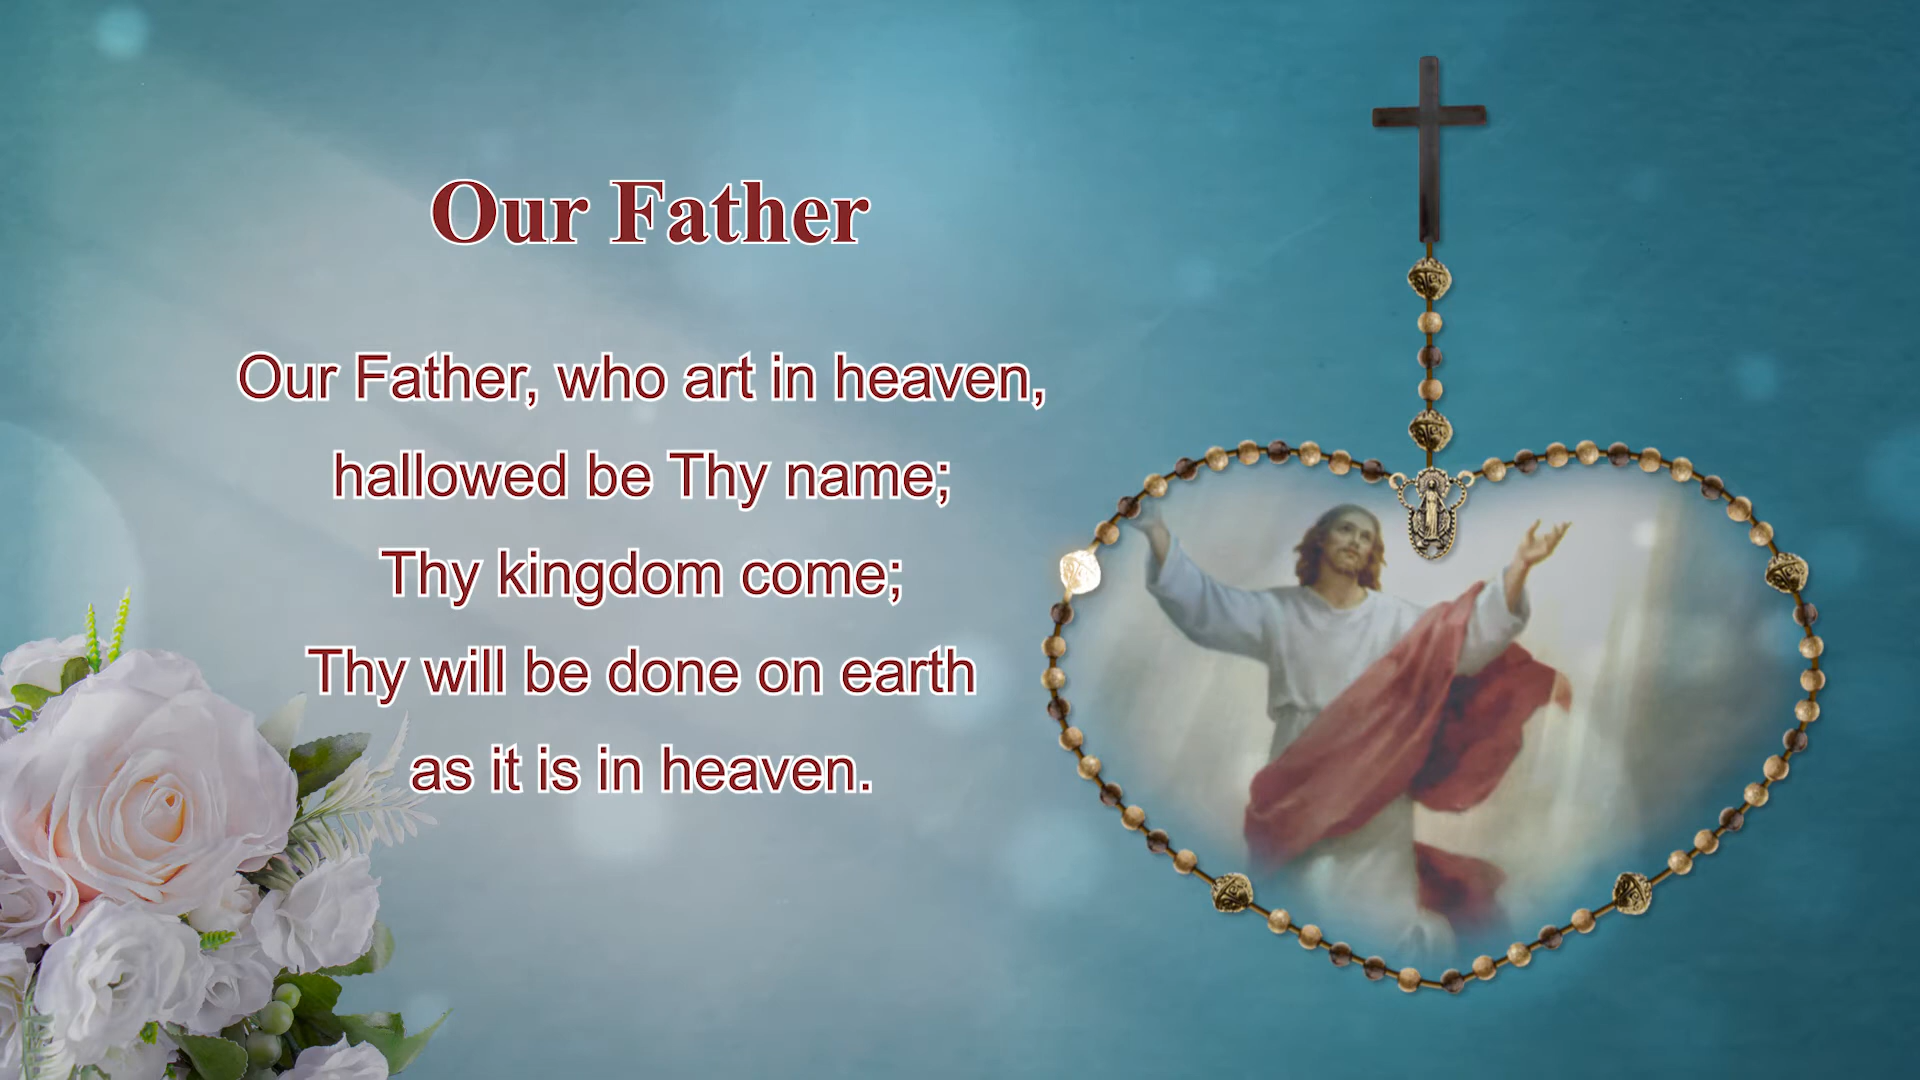 Our Father
Our Father, who art in heaven,
hallowed be Thy name;
Thy kingdom come;
Thy will be done on earth
as it is in heaven.